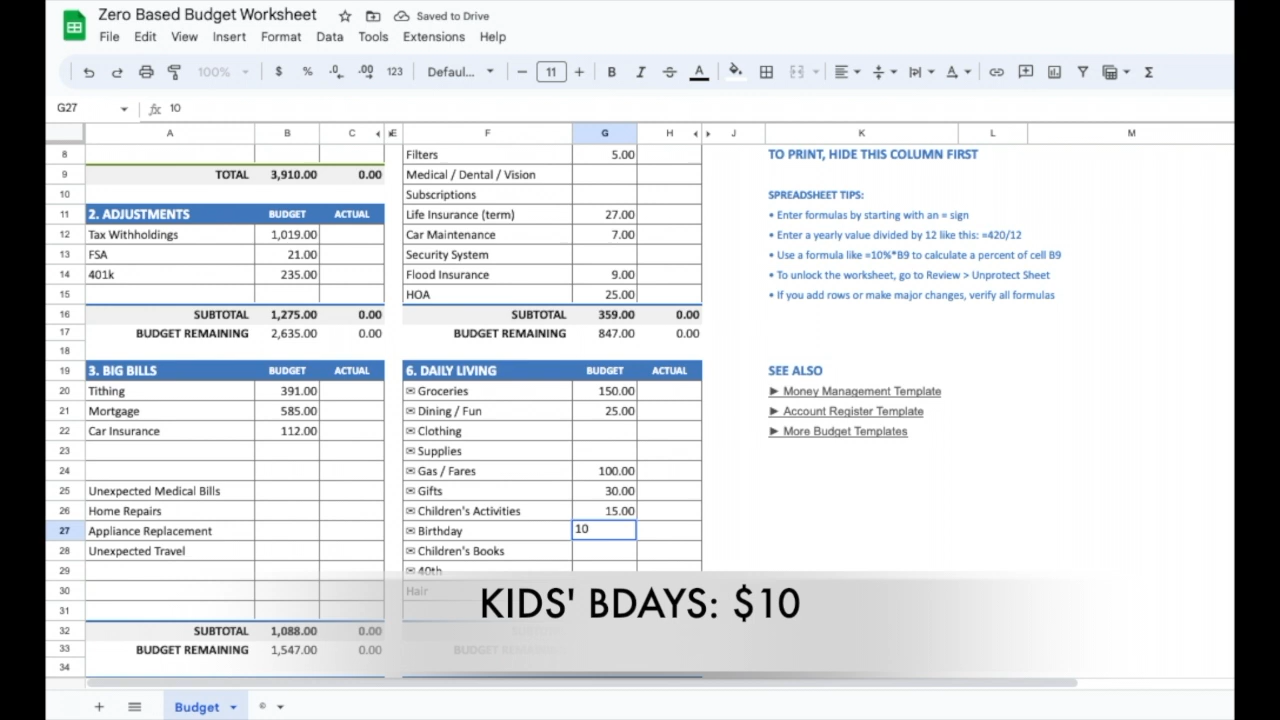 Zero Based Budget Worksheet Saved to Drive
File Edit View Insert Format Data Tools Extensions Help
100% $ % .0 .00 123 Defaul... 11 B I S A
G27 fx 10
A B C E F G H J K L M
8 Filters 5.00 TO PRINT, HIDE THIS COLUMN FIRST
9 TOTAL 3,910.00 0.00 Medical / Dental / Vision
10 Subscriptions SPREADSHEET TIPS:
11 2. ADJUSTMENTS BUDGET ACTUAL Life Insurance (term) 27.00 • Enter formulas by starting with an = sign
12 Tax Withholdings 1,019.00 Car Maintenance 7.00 • Enter a yearly value divided by 12 like this: =420/12
13 FSA 21.00 Security System • Use a formula like =10%*B9 to calculate a percent of cell B9
14 401k 235.00 Flood Insurance 9.00 • To unlock the worksheet, go to Review > Unprotect Sheet
15 HOA 25.00 • If you add rows or make major changes, verify all formulas
16 SUBTOTAL 1,275.00 0.00 SUBTOTAL 359.00 0.00
17 BUDGET REMAINING 2,635.00 0.00 BUDGET REMAINING 847.00 0.00
18
19 3. BIG BILLS BUDGET ACTUAL 6. DAILY LIVING BUDGET ACTUAL SEE ALSO
20 Tithing 391.00 ✉ Groceries 150.00 ► Money Management Template
21 Mortgage 585.00 ✉ Dining / Fun 25.00 ► Account Register Template
22 Car Insurance 112.00 ✉ Clothing ► More Budget Templates
23 ✉ Supplies
24 ✉ Gas / Fares 100.00
25 Unexpected Medical Bills ✉ Gifts 30.00
26 Home Repairs ✉ Children's Activities 15.00
27 Appliance Replacement ✉ Birthday 10
28 Unexpected Travel ✉ Children's Books
29 ✉ 40th
30 Hair
KIDS' BDAYS: $10
31
32 SUBTOTAL 1,088.00 0.00
33 BUDGET REMAINING 1,547.00 0.00 BUDGET REMAINING
34
+ Budget ©